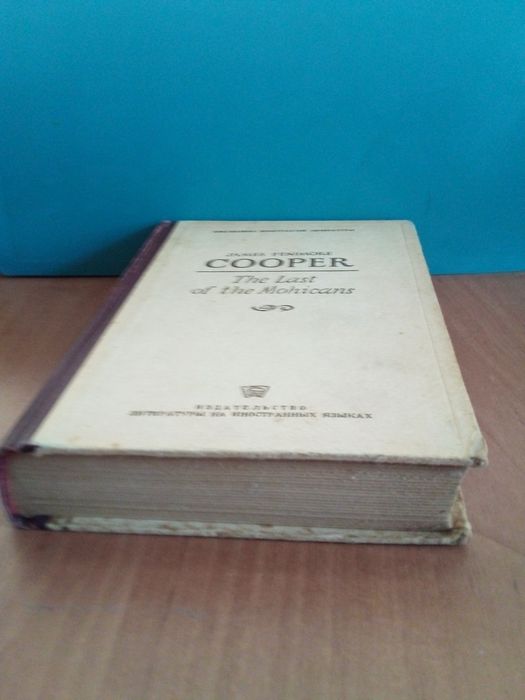 JAMES FENIMORE
COOPER
The Last
of the Mohicans
ИЗДАТЕЛЬСТВО
ЛИТЕРАТУРЫ НА ИНОСТРАННЫХ ЯЗЫКАХ